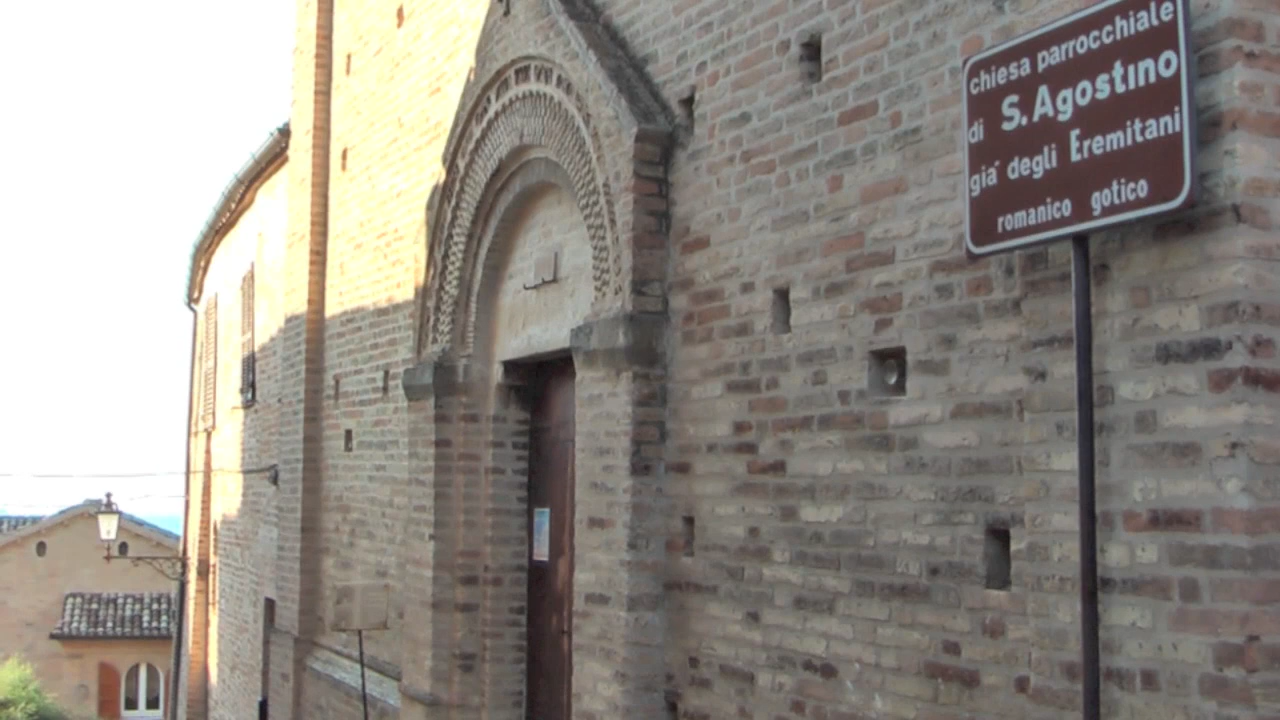 chiesa parrocchiale
di S. Agostino
gia' degli Eremitani
romanico gotico